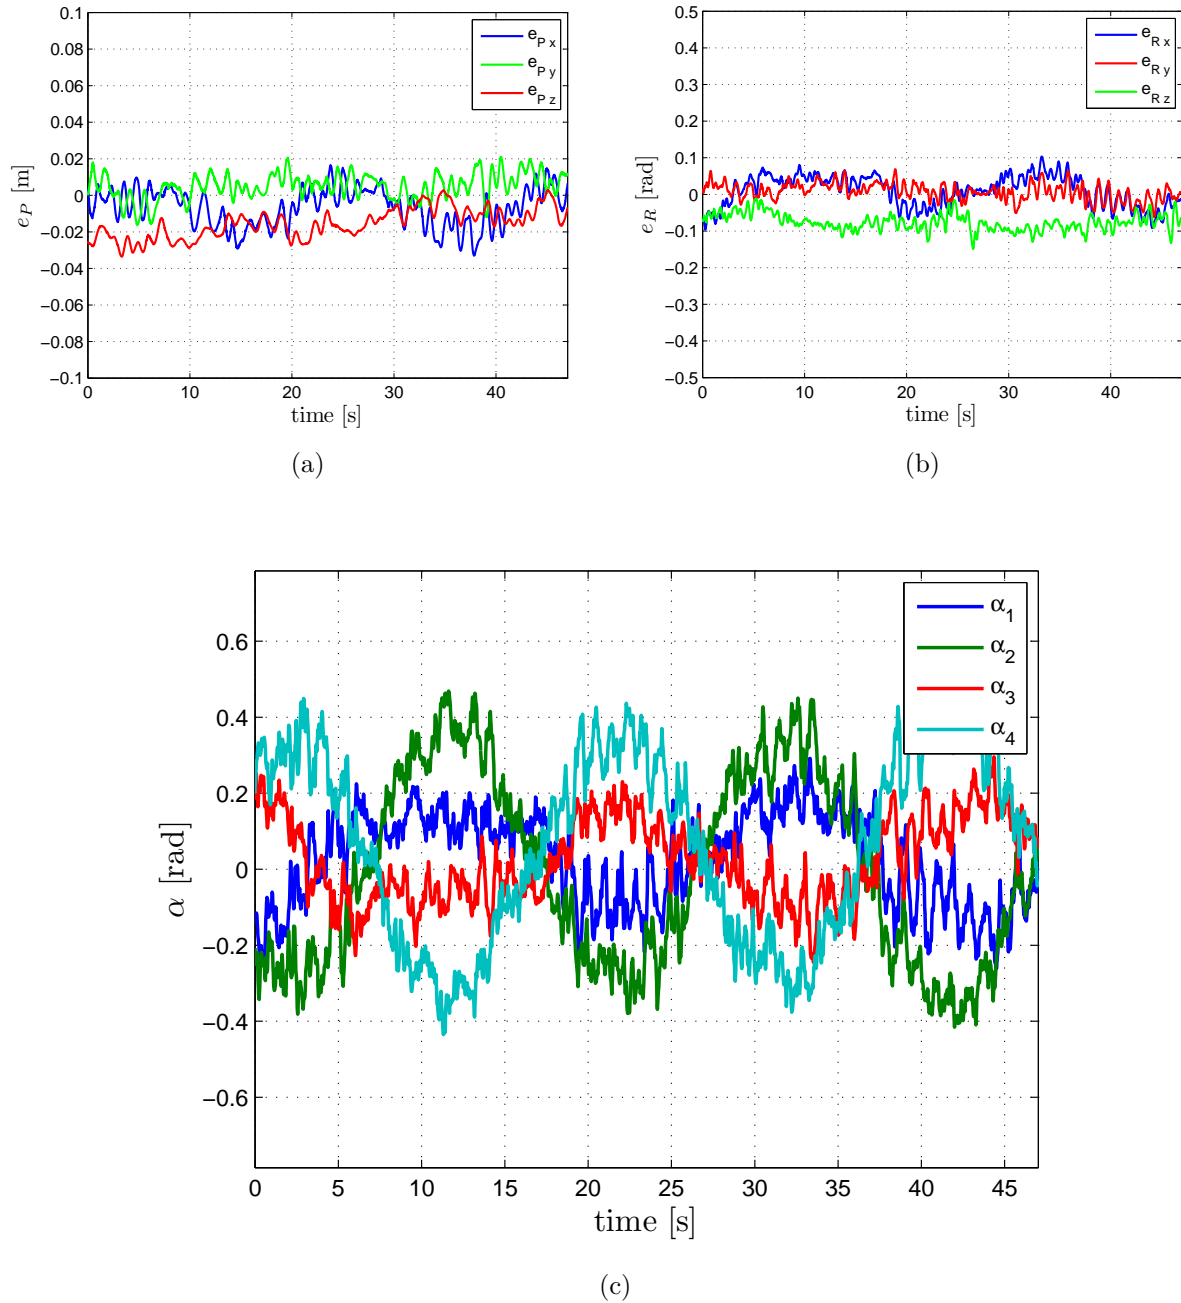 0.1
0.08
0.06
0.04
0.02
0
−0.02
−0.04
−0.06
−0.08
−0.1
e_P [m]
0 10 20 30 40
time [s]
e_P x
e_P y
e_P z
(a)
0.5
0.4
0.3
0.2
0.1
0
−0.1
−0.2
−0.3
−0.4
−0.5
e_R [rad]
0 10 20 30 40
time [s]
e_R x
e_R y
e_R z
(b)
0.6
0.4
0.2
0
−0.2
−0.4
−0.6
α [rad]
0 5 10 15 20 25 30 35 40 45
time [s]
α_1
α_2
α_3
α_4
(c)